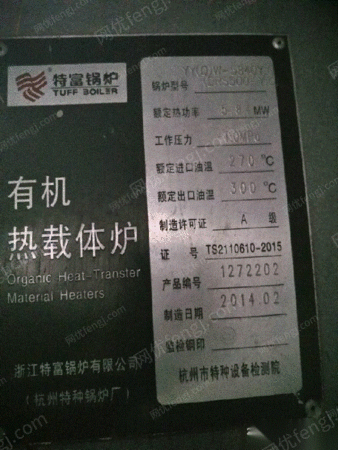 特富锅炉
TUFF BOILER
有机
热载体炉
Organic Heat Transfer
Material Heaters
浙江特富锅炉有限公司
(杭州特种锅炉厂)
锅炉型号
额定热功率 MW
工作压力
额定进口油温 270 ℃
额定出口油温 300 ℃
制造许可证 A 级
证 号 TS2110610-2015
产品编号 1272202
制造日期 2014.02
监检钢印
杭州市特种设备检测院